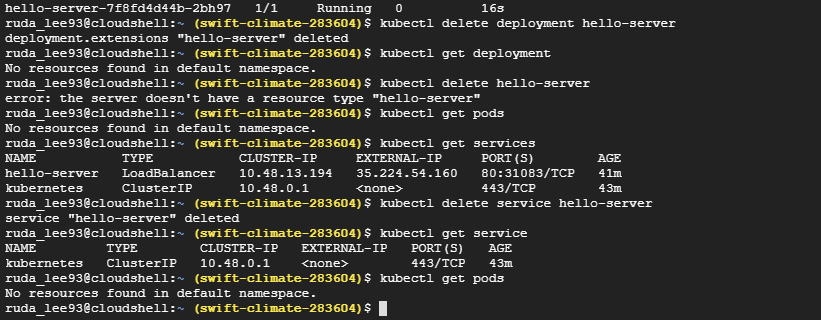 hello-server-7f8fd4d44b-2bh97   1/1     Running   0          16s
ruda_lee93@cloudshell:~ (swift-climate-283604)$ kubectl delete deployment hello-server
deployment.extensions "hello-server" deleted
ruda_lee93@cloudshell:~ (swift-climate-283604)$ kubectl get deployment
No resources found in default namespace.
ruda_lee93@cloudshell:~ (swift-climate-283604)$ kubectl delete hello-server
error: the server doesn't have a resource type "hello-server"
ruda_lee93@cloudshell:~ (swift-climate-283604)$ kubectl get pods
No resources found in default namespace.
ruda_lee93@cloudshell:~ (swift-climate-283604)$ kubectl get services
NAME           TYPE           CLUSTER-IP     EXTERNAL-IP     PORT(S)        AGE
hello-server   LoadBalancer   10.48.13.194   35.224.54.160   80:31083/TCP   41m
kubernetes     ClusterIP      10.48.0.1      <none>          443/TCP        43m
ruda_lee93@cloudshell:~ (swift-climate-283604)$ kubectl delete service hello-server
service "hello-server" deleted
ruda_lee93@cloudshell:~ (swift-climate-283604)$ kubectl get service
NAME         TYPE        CLUSTER-IP   EXTERNAL-IP   PORT(S)   AGE
kubernetes   ClusterIP   10.48.0.1    <none>        443/TCP   43m
ruda_lee93@cloudshell:~ (swift-climate-283604)$ kubectl get pods
No resources found in default namespace.
ruda_lee93@cloudshell:~ (swift-climate-283604)$